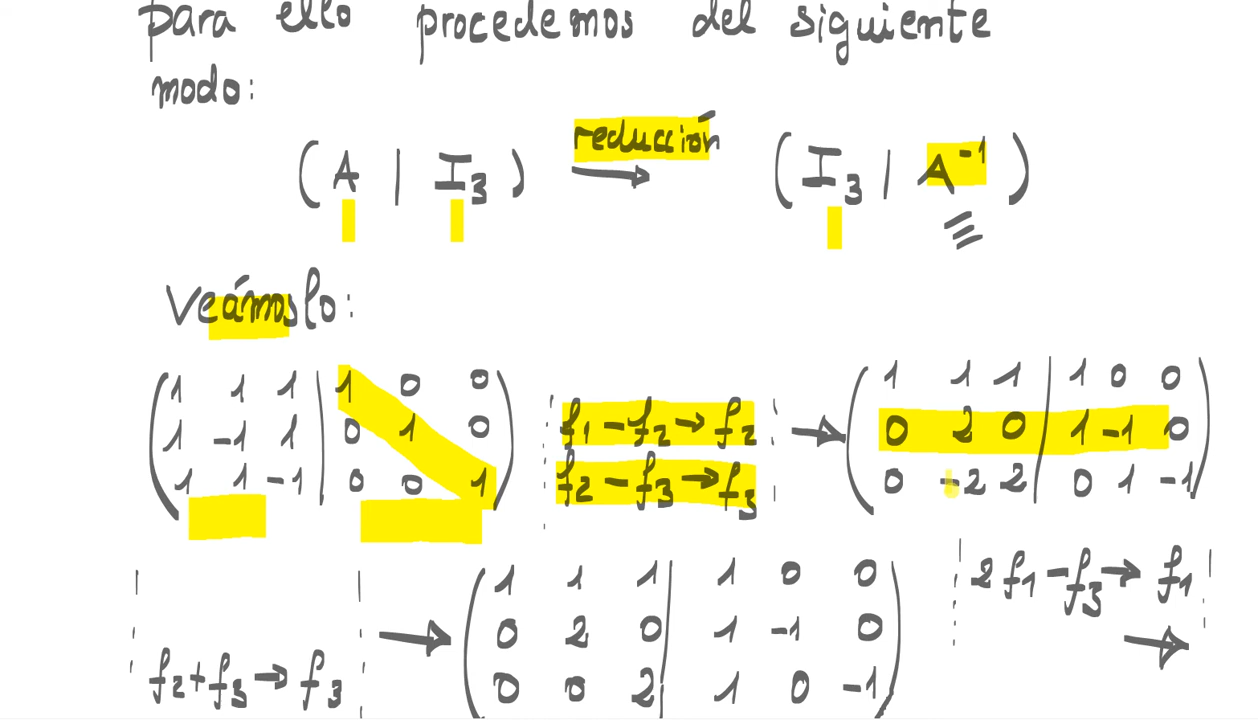 para ello procedemos del siguiente
modo:
( A | I₃ ) reducción → ( I₃ | A⁻¹ )
Veámoslo:
1 1 1 | 1 0 0
1 -1 1 | 0 1 0
1 1 -1 | 0 0 1
f₁ - f₂ → f₂
f₂ - f₃ → f₃
→
1 1 1 | 1 0 0
0 2 0 | 1 -1 0
0 -2 2 | 0 1 -1
f₂ + f₃ → f₃
→
1 1 1 | 1 0 0
0 2 0 | 1 -1 0
0 0 2 | 1 0 -1
2f₁ - f₃ → f₁
→